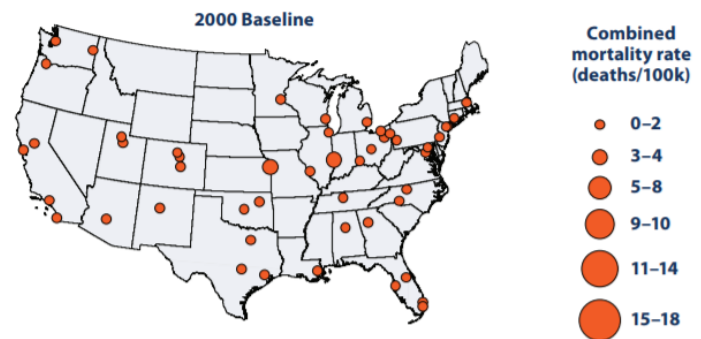 2000 Baseline
Combined
mortality rate
(deaths/100k)
0–2
3–4
5–8
9–10
11–14
15–18